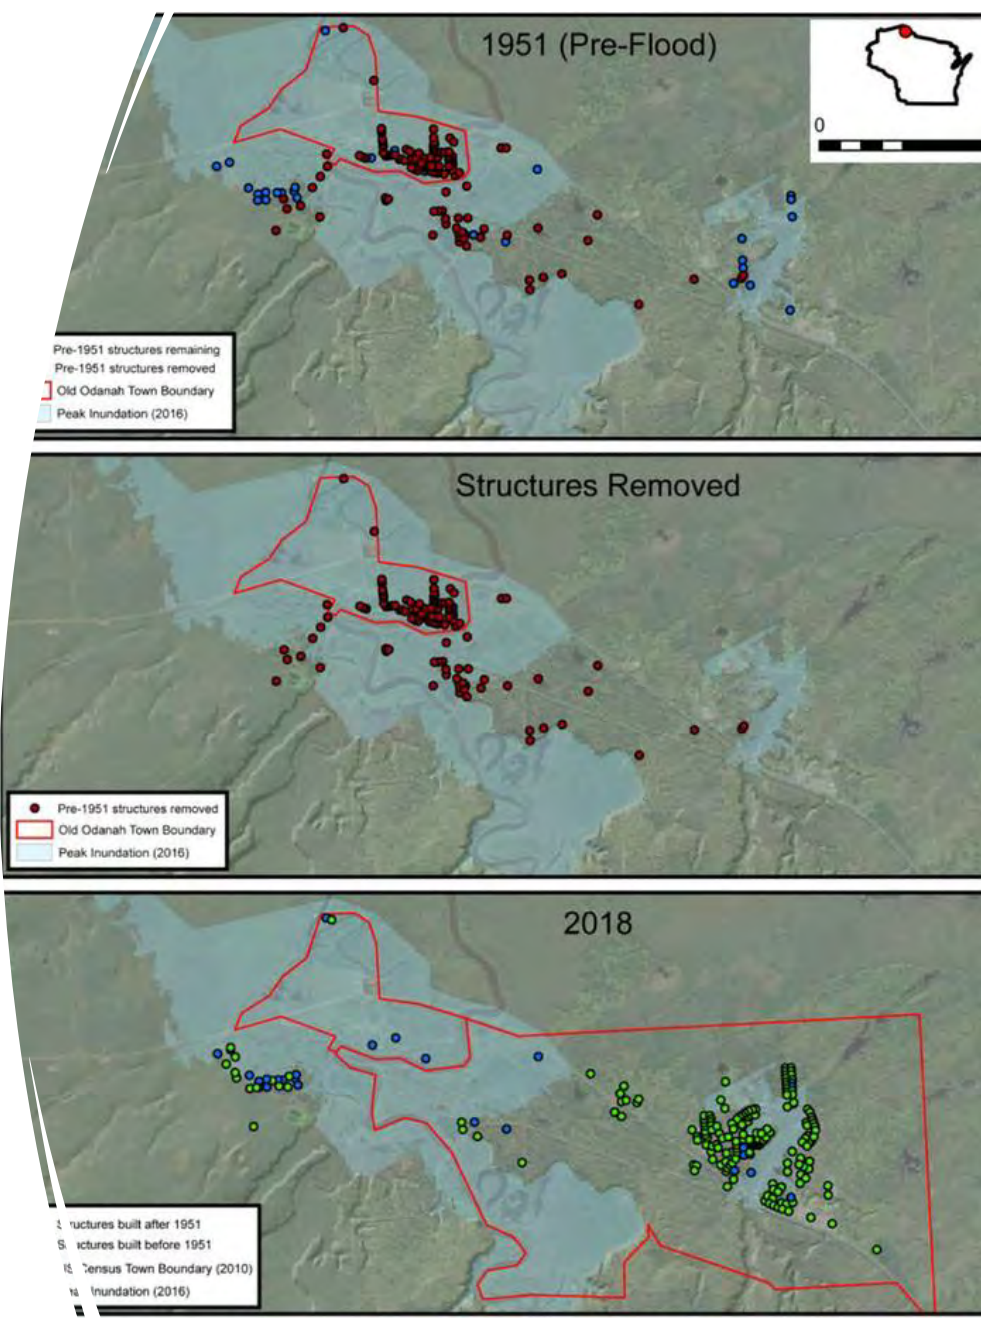 1951 (Pre-Flood)
0
Pre-1951 structures remaining
Pre-1951 structures removed
Old Odanah Town Boundary
Peak Inundation (2016)
Structures Removed
Pre-1951 structures removed
Old Odanah Town Boundary
Peak Inundation (2016)
2018
built after 1951
built before 1951
Census Town Boundary (2010)
Inundation (2016)